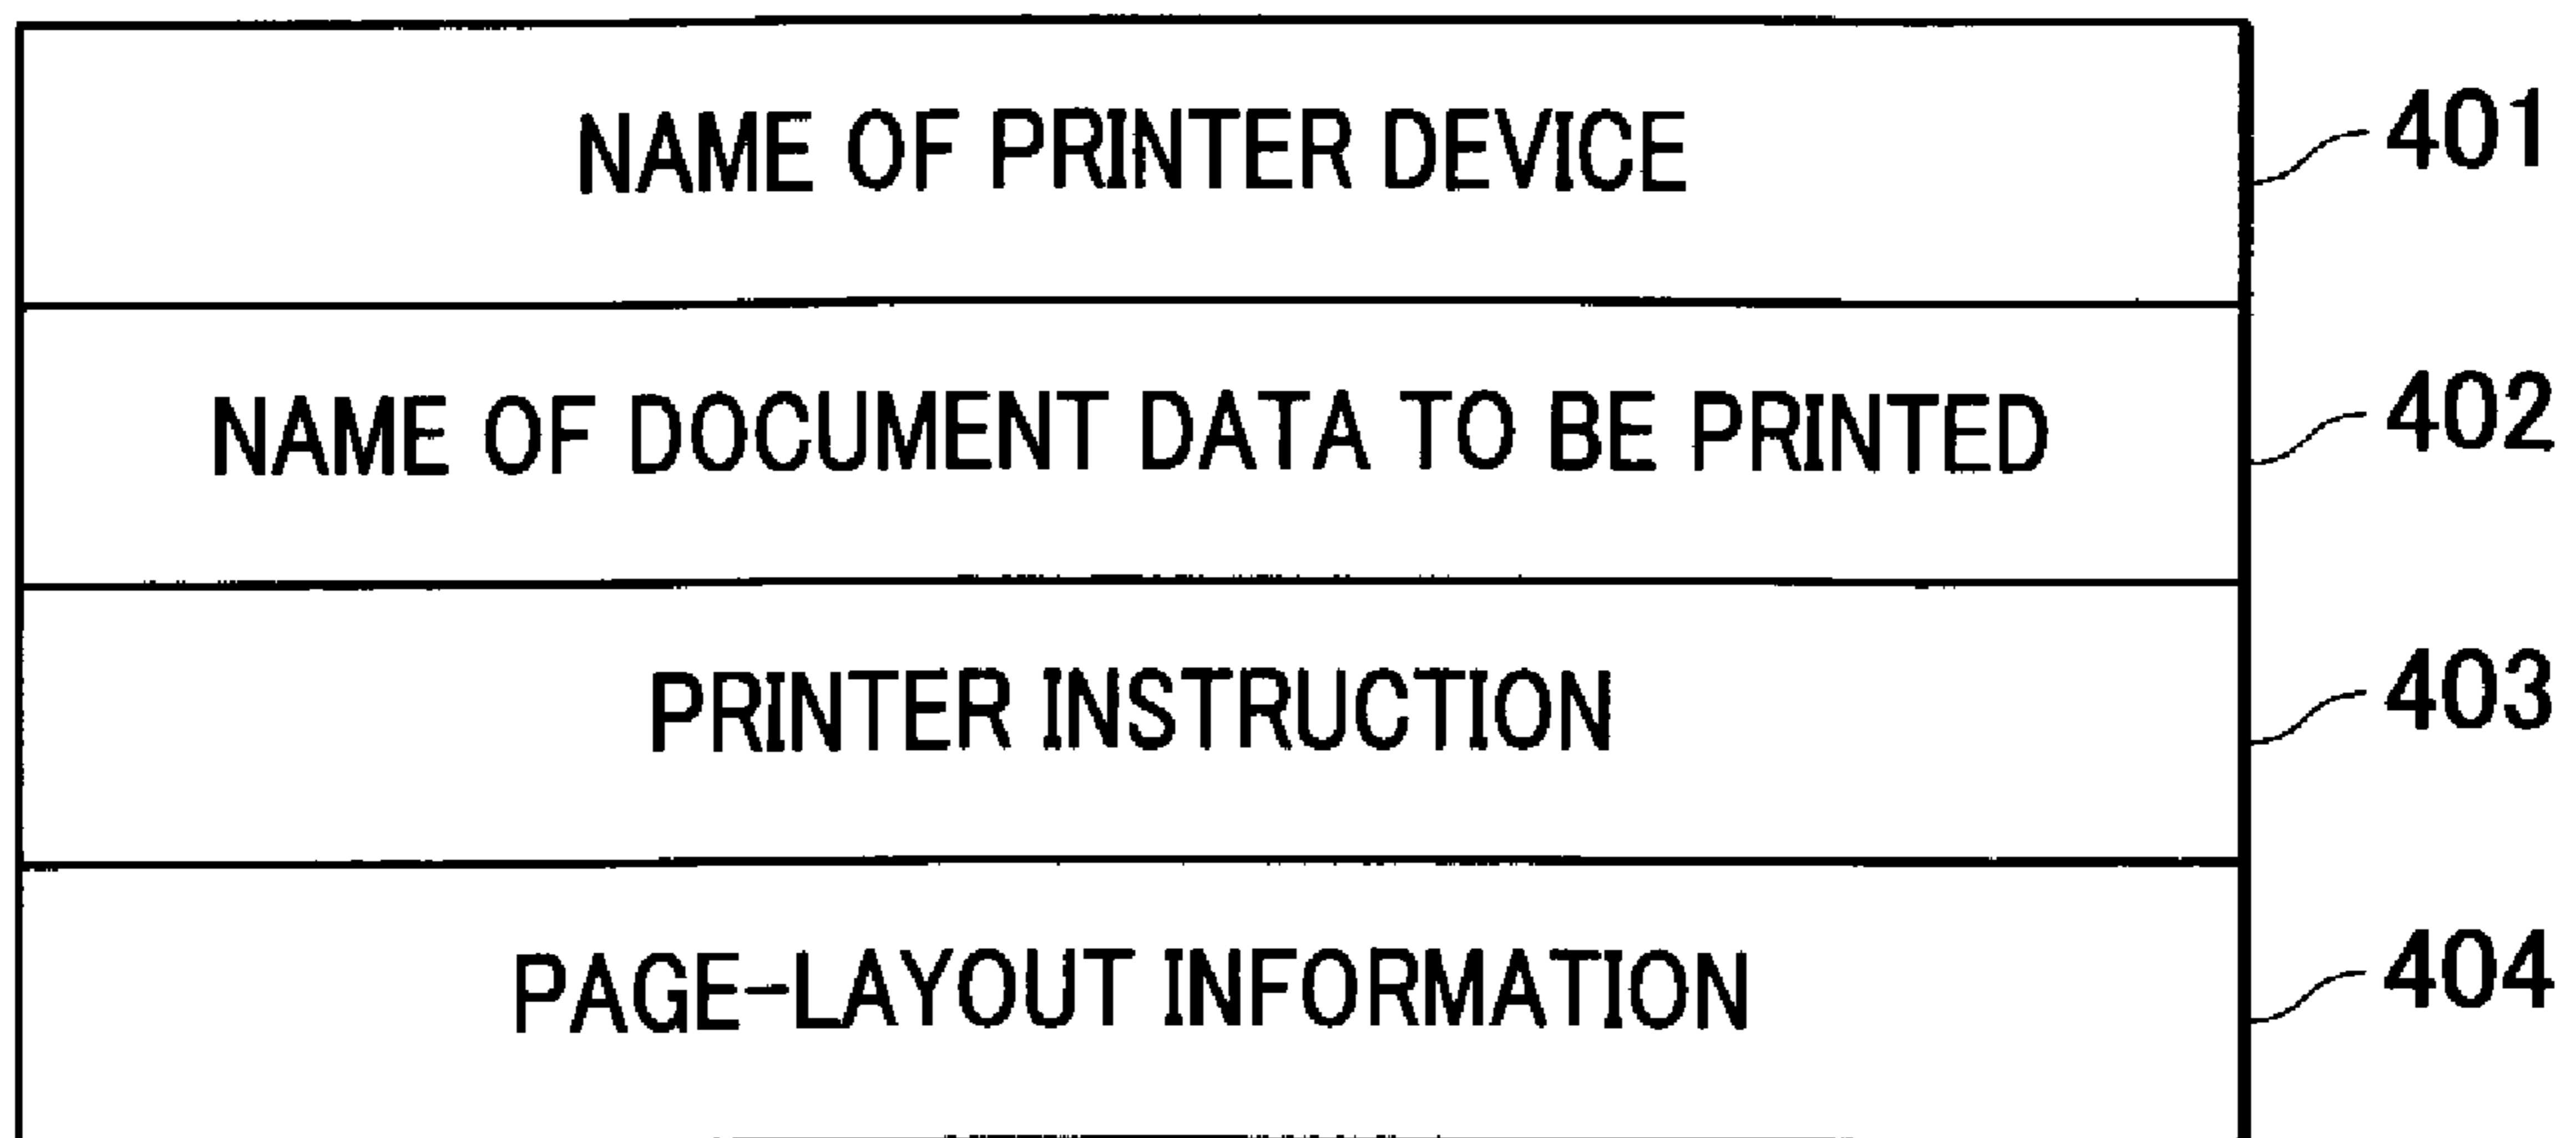 NAME OF PRINTER DEVICE 401
NAME OF DOCUMENT DATA TO BE PRINTED 402
PRINTER INSTRUCTION 403
PAGE-LAYOUT INFORMATION 404